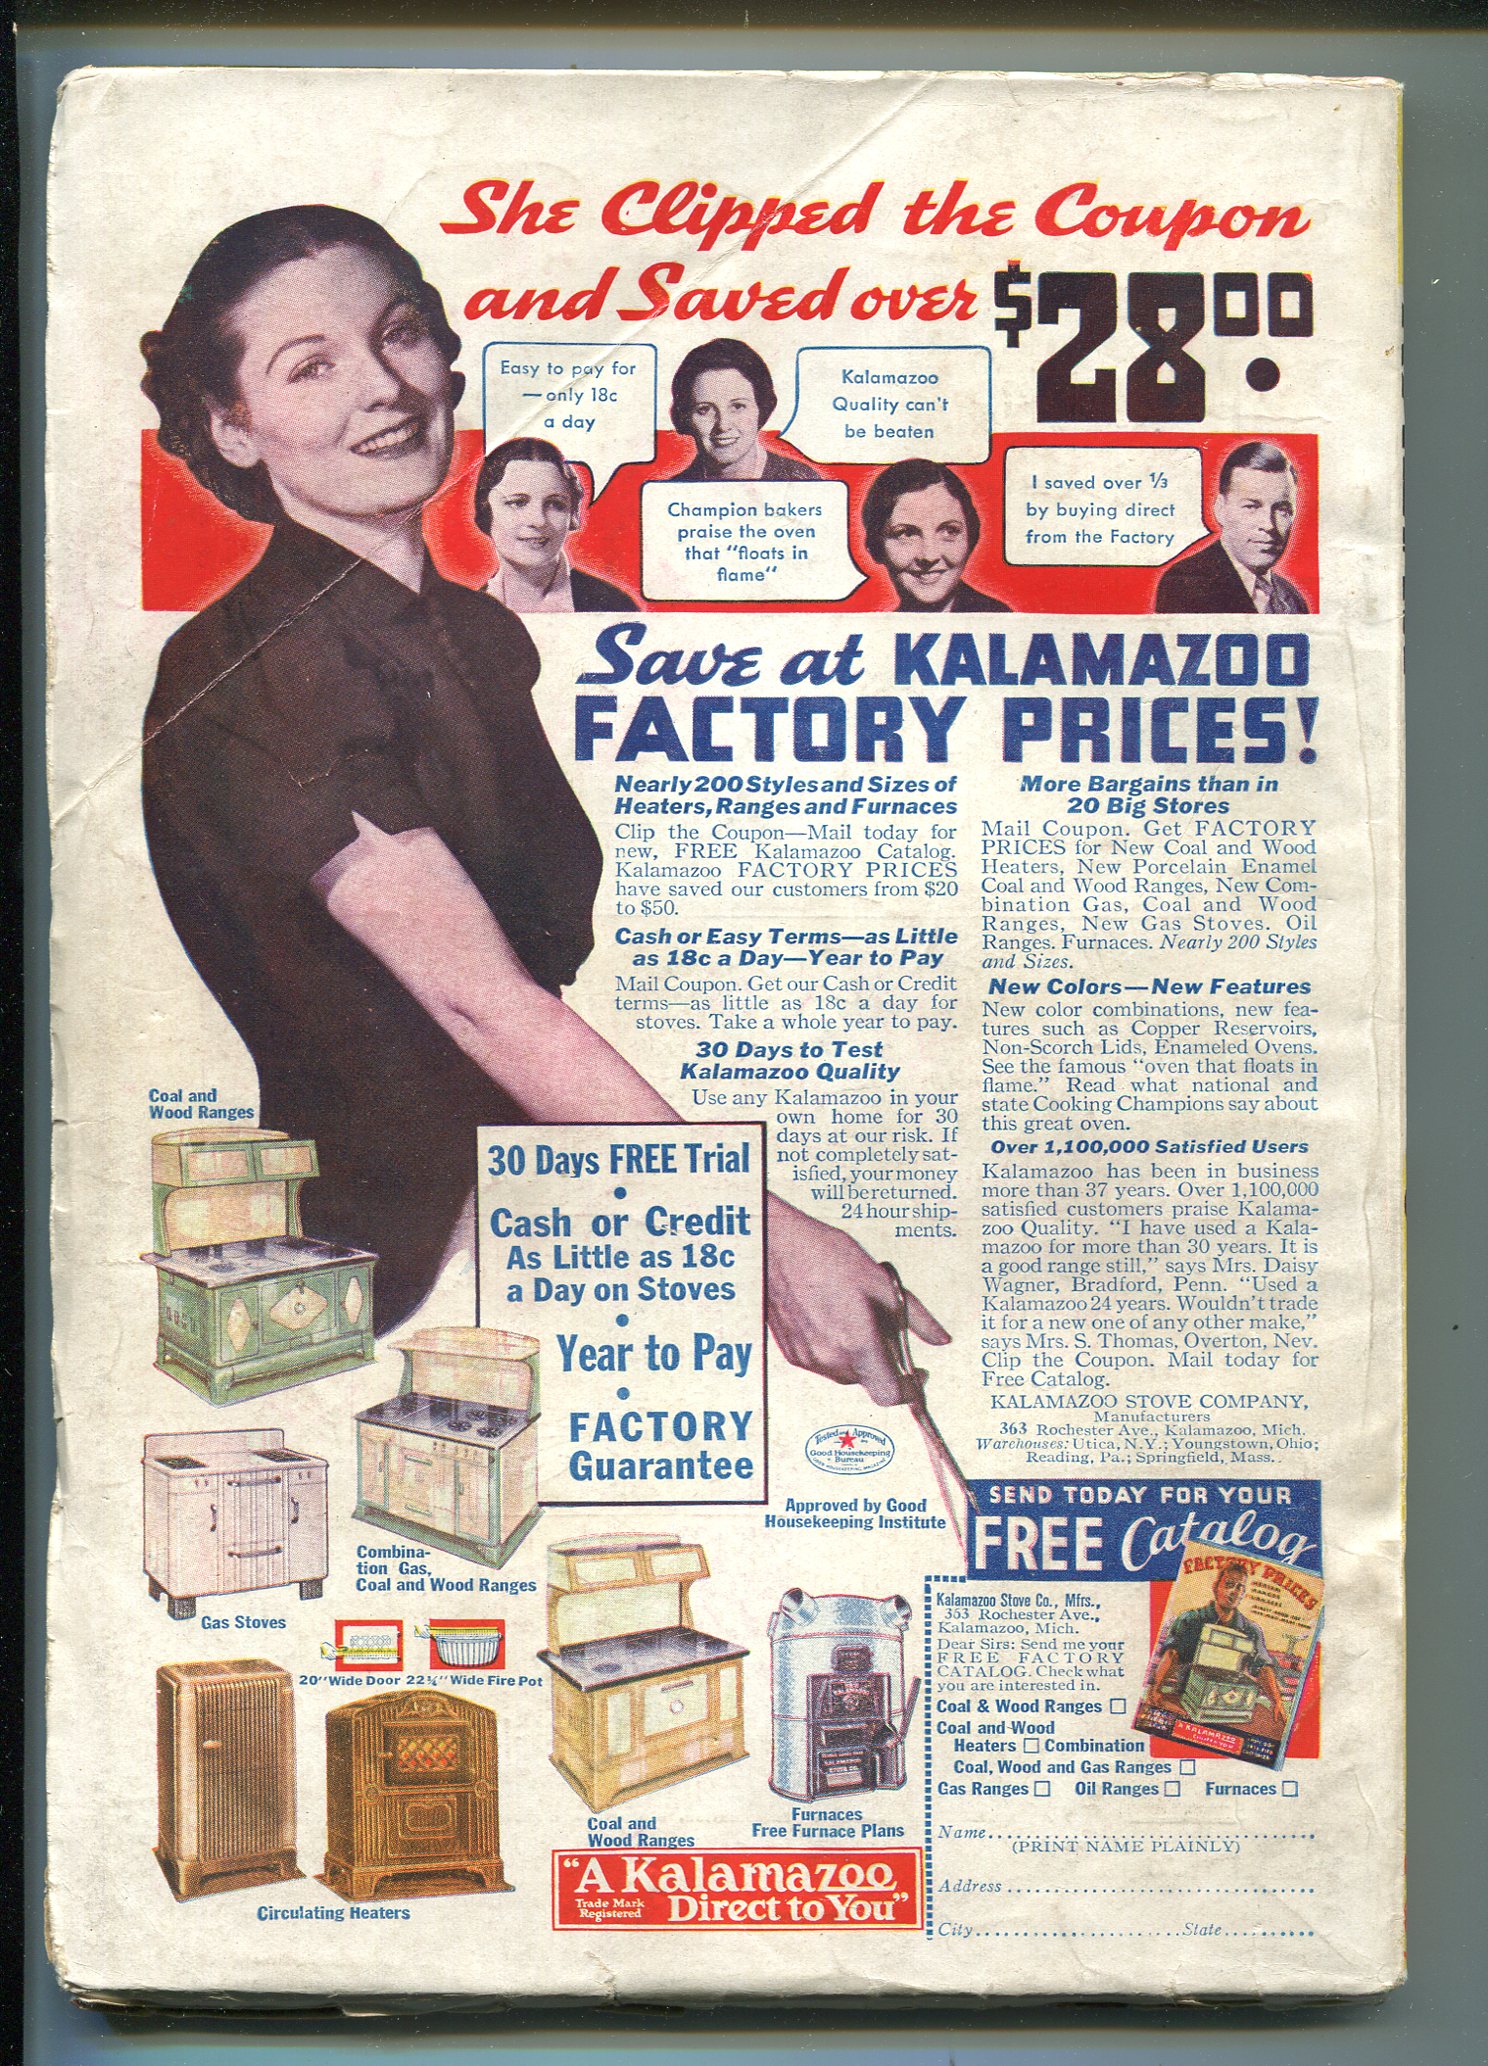 She Clipped the Coupon
and Saved over $28.00
Easy to pay for
—only 18c
a day
Kalamazoo
Quality can't
be beaten
Champion bakers
praise the oven
that "floats in
flame"
I saved over 1/3
by buying direct
from the Factory
Save at KALAMAZOO
FACTORY PRICES!
Nearly 200 Styles and Sizes of
Heaters, Ranges and Furnaces
Clip the Coupon—Mail today for
new, FREE Kalamazoo Catalog.
Kalamazoo FACTORY PRICES
have saved our customers from $20
to $50.
Cash or Easy Terms—as Little
as 18c a Day—Year to Pay
Mail Coupon. Get our Cash or Credit
terms—as little as 18c a day for
stoves. Take a whole year to pay.
30 Days to Test
Kalamazoo Quality
Use any Kalamazoo in your
own home for 30
days at our risk. If
not completely sat-
isfied, your money
will be returned.
24 hour ship-
ments.
More Bargains than in
20 Big Stores
Mail Coupon. Get FACTORY
PRICES for New Coal and Wood
Heaters, New Porcelain Enamel
Coal and Wood Ranges, New Com-
bination Gas, Coal and Wood
Ranges, New Gas Stoves. Oil
Ranges. Furnaces. Nearly 200 Styles
and Sizes.
New Colors—New Features
New color combinations, new fea-
tures such as Copper Reservoirs,
Non-Scorch Lids, Enameled Ovens.
See the famous "oven that floats in
flame." Read what national and
state Cooking Champions say about
this great oven.
Over 1,100,000 Satisfied Users
Kalamazoo has been in business
more than 37 years. Over 1,100,000
satisfied customers praise Kalama-
zoo Quality. "I have used a Kala-
mazoo for more than 30 years. It is
a good range still," says Mrs. Daisy
Wagner, Bradford, Penn. "Used a
Kalamazoo 24 years. Wouldn't trade
it for a new one of any other make,"
says Mrs. S. Thomas, Overton, Nev.
Clip the Coupon. Mail today for
Free Catalog.
KALAMAZOO STOVE COMPANY,
Manufacturers
363 Rochester Ave., Kalamazoo, Mich.
Warehouses: Utica, N.Y.; Youngstown, Ohio;
Reading, Pa.; Springfield, Mass.
30 Days FREE Trial
•
Cash or Credit
As Little as 18c
a Day on Stoves
•
Year to Pay
•
FACTORY
Guarantee
Tested and Approved
Good Housekeeping
Bureau
Approved by Good
Housekeeping Institute
Coal and
Wood Ranges
Combina-
tion Gas,
Coal and Wood Ranges
Gas Stoves
20" Wide Door 22½" Wide Fire Pot
Circulating Heaters
Coal and
Wood Ranges
Furnaces
Free Furnace Plans
"A Kalamazoo
Trade Mark
Registered
Direct to You"
SEND TODAY FOR YOUR
FREE Catalog
FACTORY PRICES
A KALAMAZOO
Kalamazoo Stove Co., Mfrs.,
363 Rochester Ave.,
Kalamazoo, Mich.
Dear Sirs: Send me your
FREE FACTORY
CATALOG. Check what
you are interested in.
Coal & Wood Ranges □
Coal and Wood
Heaters □ Combination
Coal, Wood and Gas Ranges □
Gas Ranges □ Oil Ranges □ Furnaces □
Name..............................
(PRINT NAME PLAINLY)
Address..............................
City......................State..........